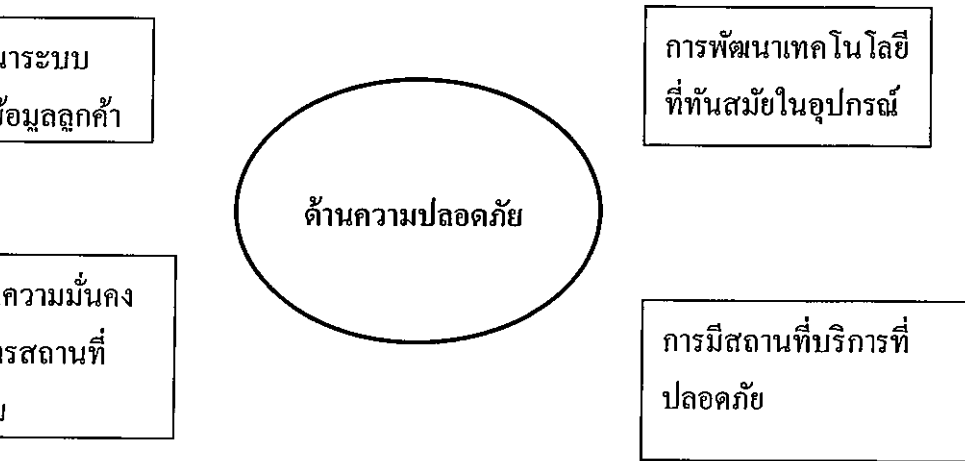 นาระบบ
ข้อมูลลูกค้า
การพัฒนาเทคโนโลยี
ที่ทันสมัยในอุปกรณ์
ด้านความปลอดภัย
ความมั่นคง
รสถานที่
การมีสถานที่บริการที่
ปลอดภัย